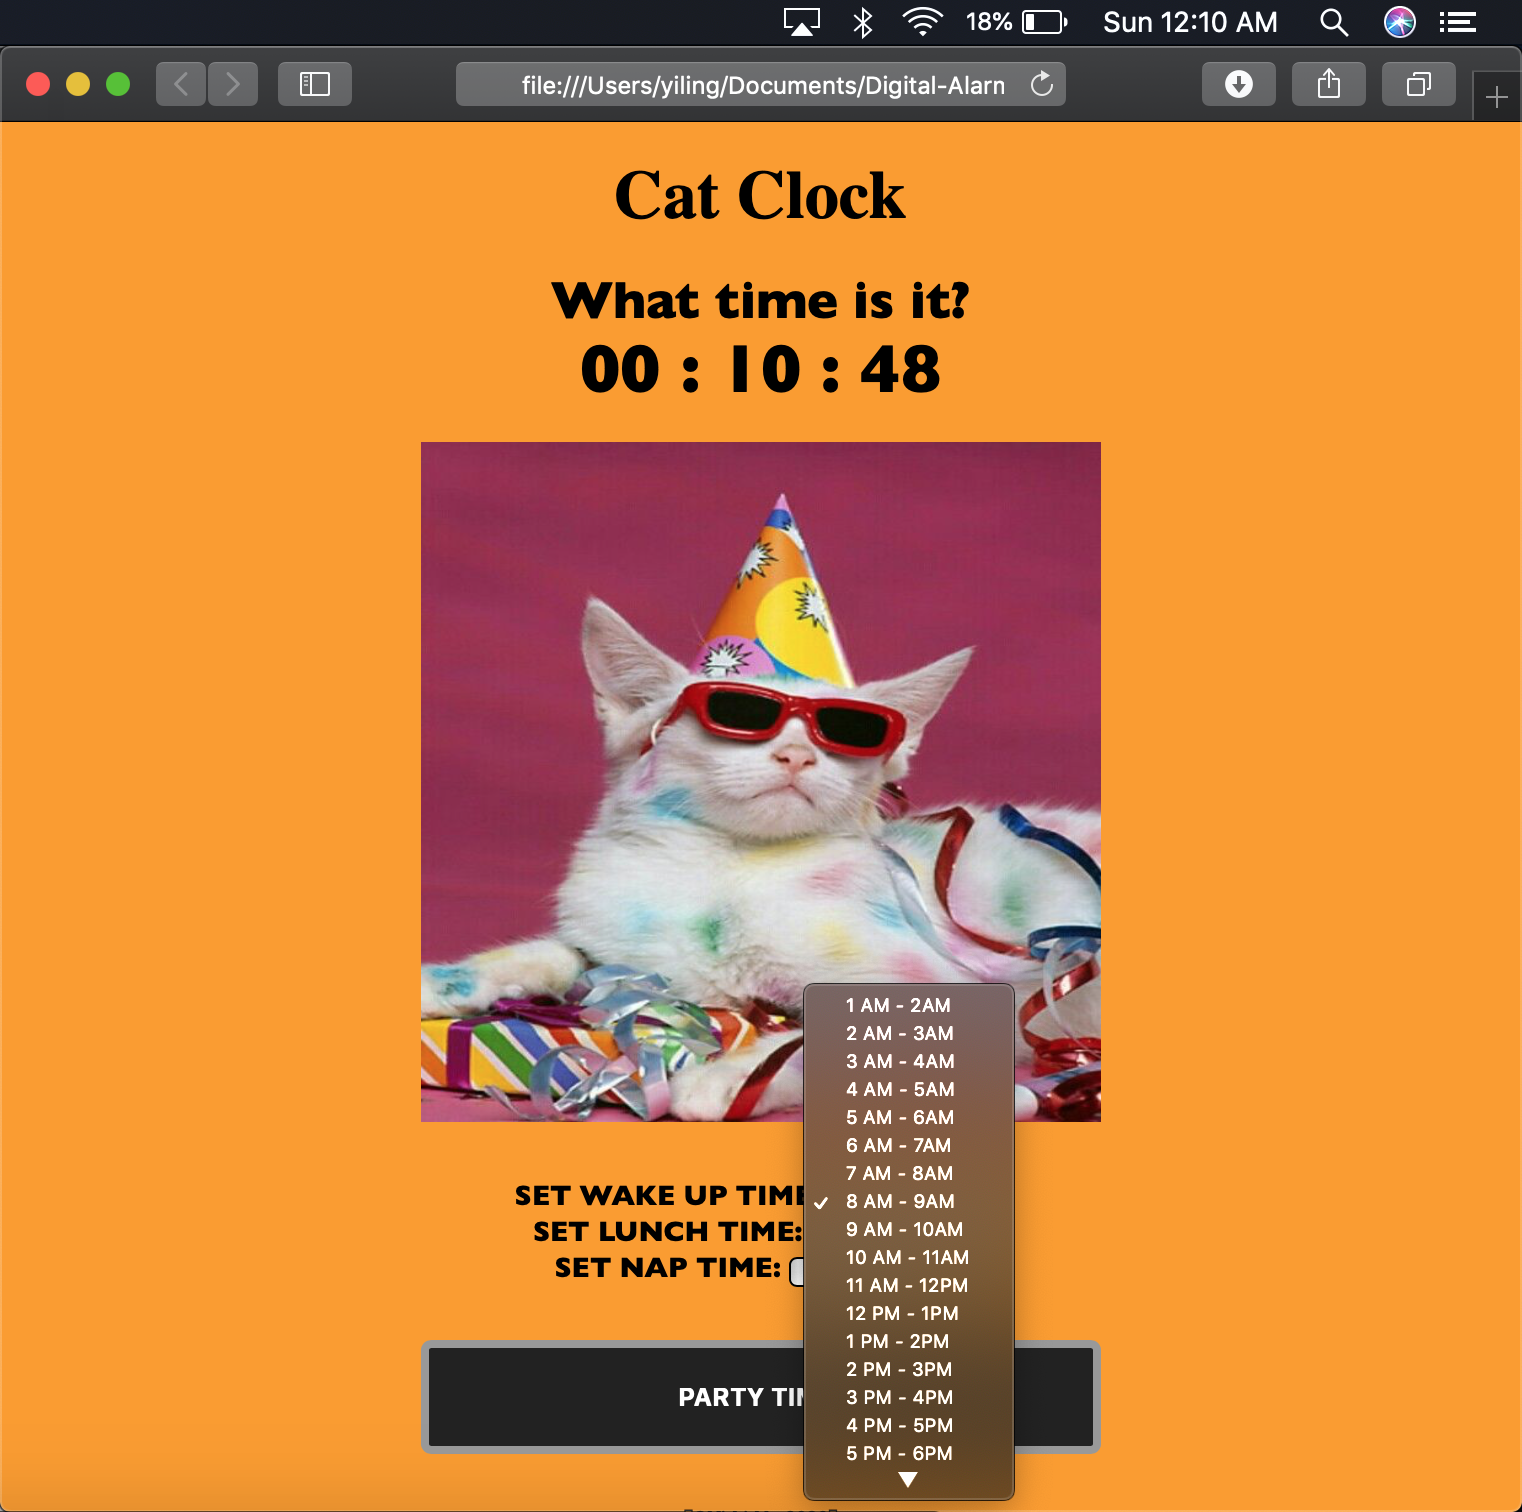 18%
Sun 12:10 AM
file:///Users/yiling/Documents/Digital-Alarn
Cat Clock
What time is it?
00 : 10 : 48
1 AM - 2AM
2 AM - 3AM
3 AM - 4AM
4 AM - 5AM
5 AM - 6AM
6 AM - 7AM
7 AM - 8AM
SET WAKE UP TIME
8 AM - 9AM
SET LUNCH TIME:
9 AM - 10AM
10 AM - 11AM
SET NAP TIME:
11 AM - 12PM
12 PM - 1PM
1 PM - 2PM
2 PM - 3PM
PARTY TIM
3 PM - 4PM
4 PM - 5PM
5 PM - 6PM